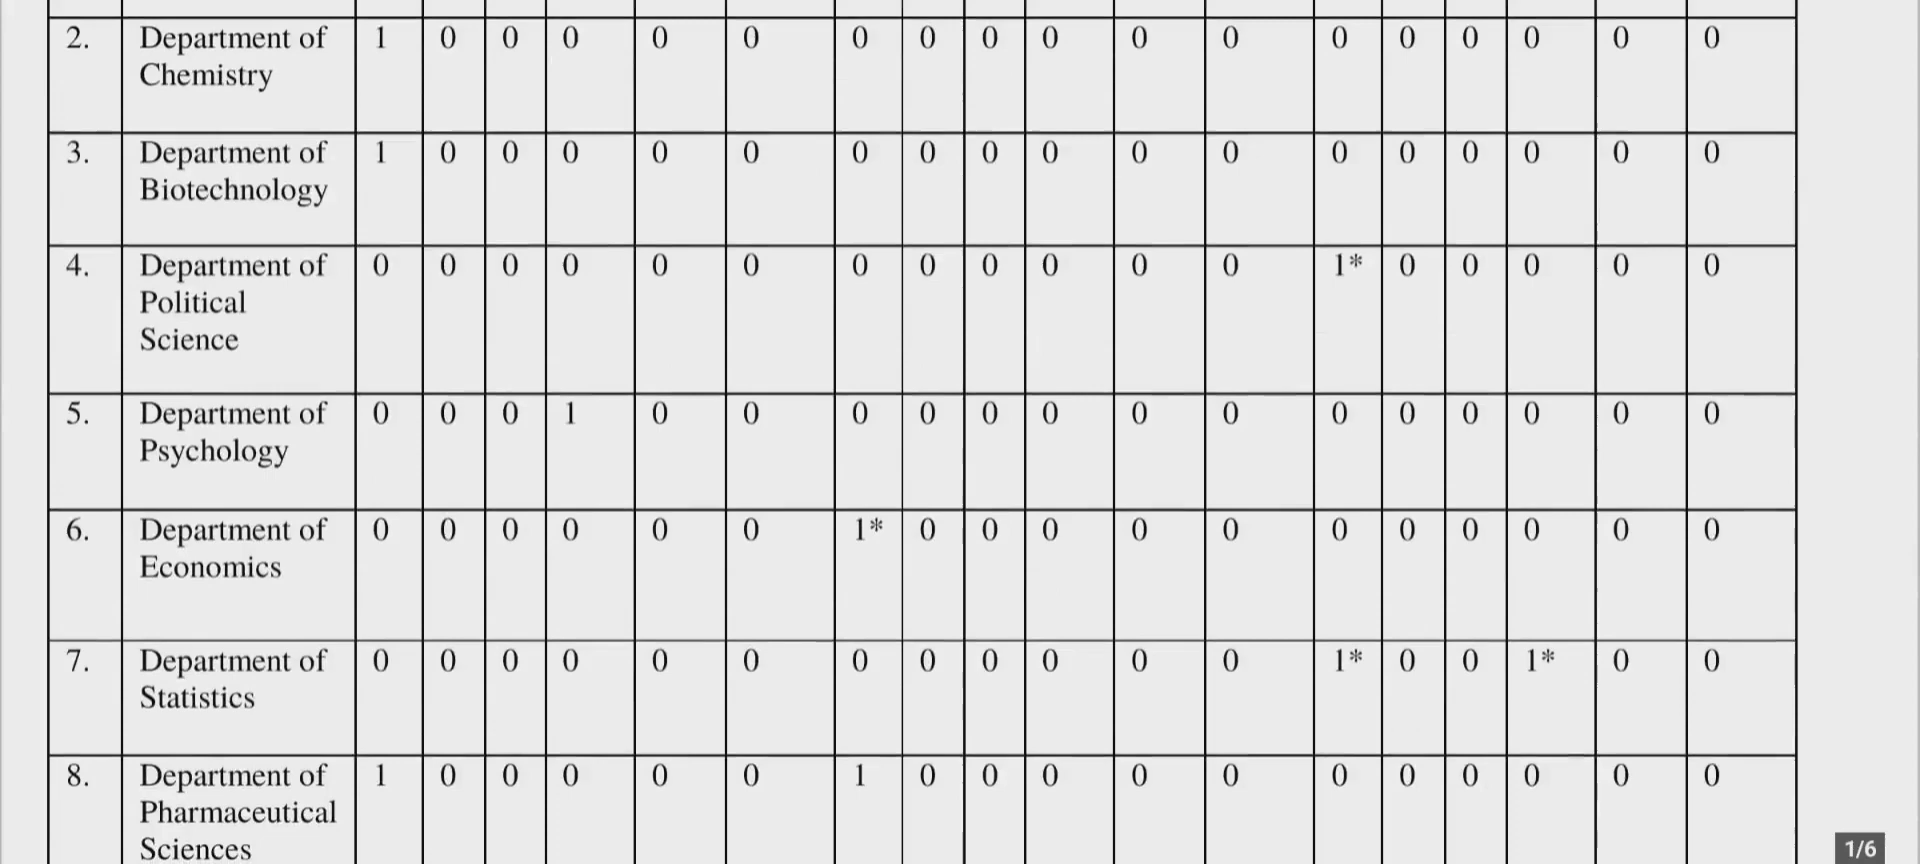 2. Department of 1 0 0 0 0 0 0 0 0 0 0 0 0 0 0 0 0 0
Chemistry
3. Department of 1 0 0 0 0 0 0 0 0 0 0 0 0 0 0 0 0 0
Biotechnology
4. Department of 0 0 0 0 0 0 0 0 0 0 0 0 1* 0 0 0 0 0
Political
Science
5. Department of 0 0 0 1 0 0 0 0 0 0 0 0 0 0 0 0 0 0
Psychology
6. Department of 0 0 0 0 0 0 1* 0 0 0 0 0 0 0 0 0 0 0
Economics
7. Department of 0 0 0 0 0 0 0 0 0 0 0 0 1* 0 0 1* 0 0
Statistics
8. Department of 1 0 0 0 0 0 1 0 0 0 0 0 0 0 0 0 0 0
Pharmaceutical
Sciences
1/6